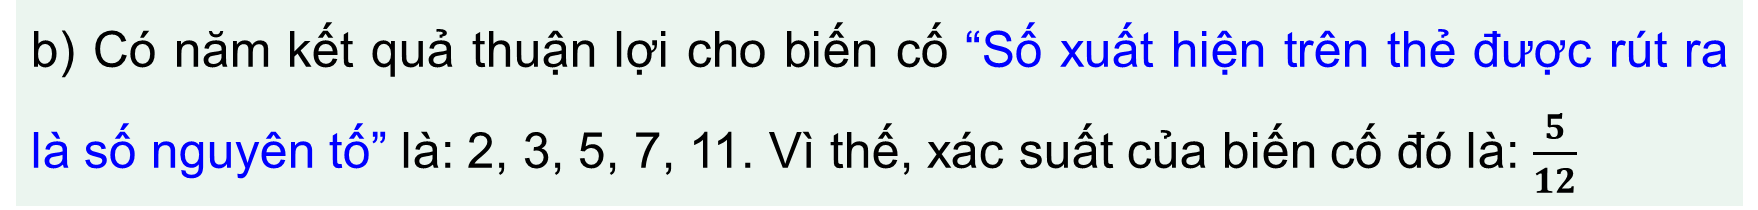 b) Có năm kết quả thuận lợi cho biến cố “Số xuất hiện trên thẻ được rút ra
là số nguyên tố” là: 2, 3, 5, 7, 11. Vì thế, xác suất của biến cố đó là: 5/12